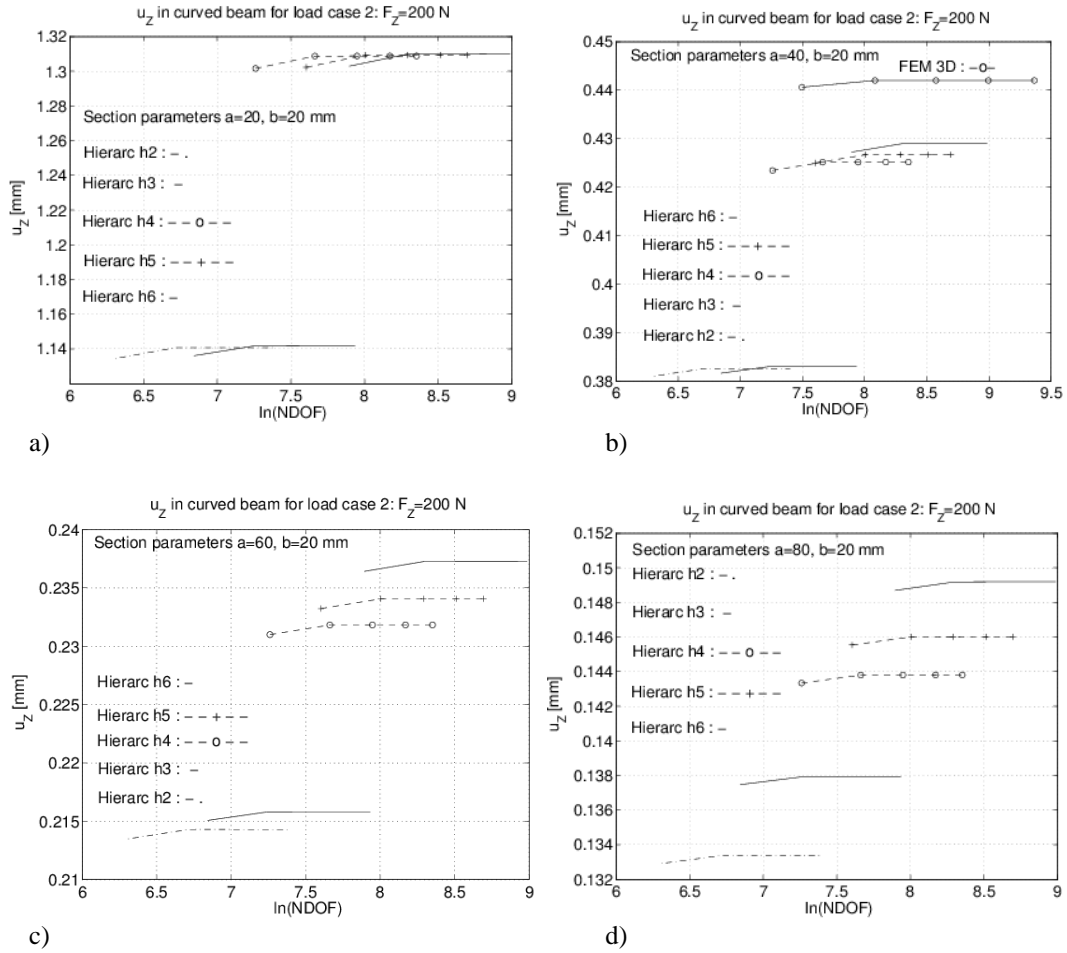 u_Z in curved beam for load case 2: F_Z=200 N
1.32
1.3
1.28
1.26
1.24
1.22
1.2
1.18
1.16
1.14
u_Z [mm]
Section parameters a=20, b=20 mm
Hierarc h2 : – .
Hierarc h3 : –
Hierarc h4 : – – o – –
Hierarc h5 : – – + – –
Hierarc h6 : –
6 6.5 7 7.5 8 8.5 9
ln(NDOF)
a)
u_Z in curved beam for load case 2: F_Z=200 N
0.45
0.44
0.43
0.42
0.41
0.4
0.39
0.38
u_Z [mm]
Section parameters a=40, b=20 mm
FEM 3D : –o–
Hierarc h6 : –
Hierarc h5 : – – + – –
Hierarc h4 : – – o – –
Hierarc h3 : –
Hierarc h2 : – .
6 6.5 7 7.5 8 8.5 9 9.5
ln(NDOF)
b)
u_Z in curved beam for load case 2: F_Z=200 N
0.24
0.235
0.23
0.225
0.22
0.215
0.21
u_Z [mm]
Section parameters a=60, b=20 mm
Hierarc h6 : –
Hierarc h5 : – – + – –
Hierarc h4 : – – o – –
Hierarc h3 : –
Hierarc h2 : – .
6 6.5 7 7.5 8 8.5 9
ln(NDOF)
c)
u_Z in curved beam for load case 2: F_Z=200 N
0.152
0.15
0.148
0.146
0.144
0.142
0.14
0.138
0.136
0.134
0.132
u_Z [mm]
Section parameters a=80, b=20 mm
Hierarc h2 : – .
Hierarc h3 : –
Hierarc h4 : – – o – –
Hierarc h5 : – – + – –
Hierarc h6 : –
6 6.5 7 7.5 8 8.5 9
ln(NDOF)
d)